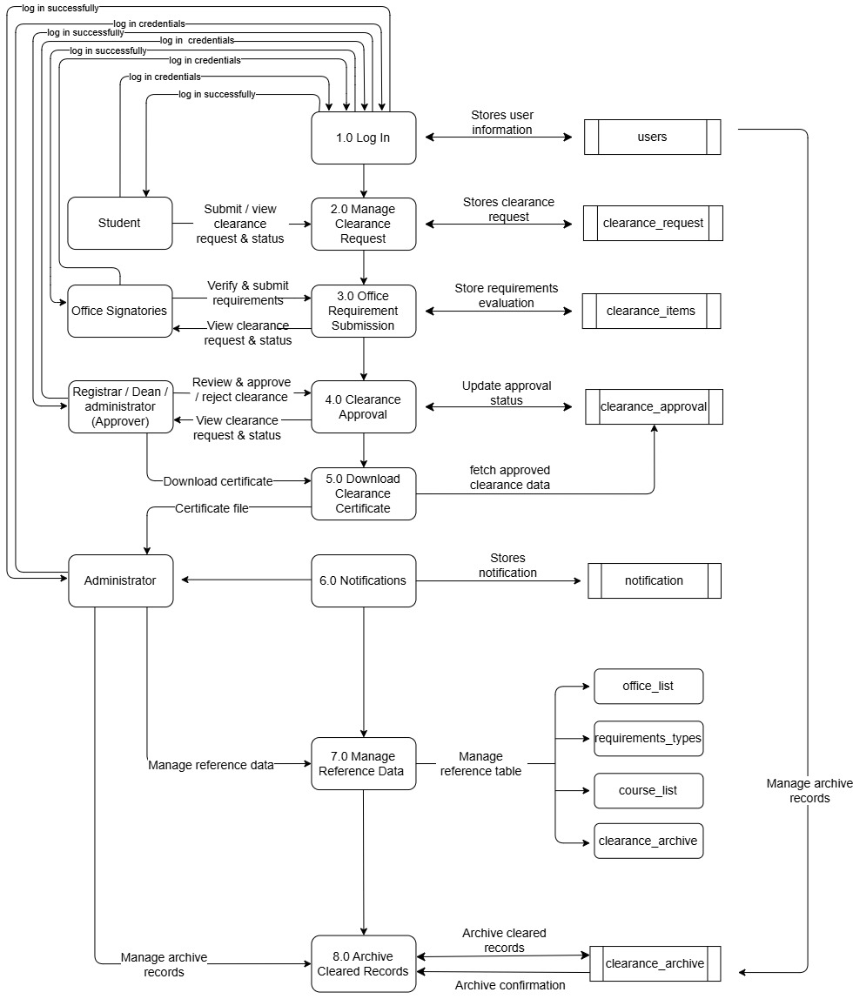 log in successfully
log in credentials
log in successfully
log in  credentials
log in successfully
log in credentials
log in credentials
log in successfully
1.0 Log In
Stores user
information
users
Student
Submit / view
clearance
request & status
2.0 Manage
Clearance
Request
Stores clearance
request
clearance_request
Office Signatories
Verify & submit
requirements
View clearance
request & status
3.0 Office
Requirement
Submission
Store requirements
evaluation
clearance_items
Registrar / Dean /
administrator
(Approver)
Review & approve
/ reject clearance
View clearance
request & status
4.0 Clearance
Approval
Update approval
status
clearance_approval
Download certificate
Certificate file
5.0 Download
Clearance
Certificate
fetch approved
clearance data
Administrator
6.0 Notifications
Stores
notification
notification
Manage reference data
7.0 Manage
Reference Data
Manage
reference table
office_list
requirements_types
course_list
clearance_archive
Manage archive
records
Manage archive
records
8.0 Archive
Cleared Records
Archive cleared
records
Archive confirmation
clearance_archive